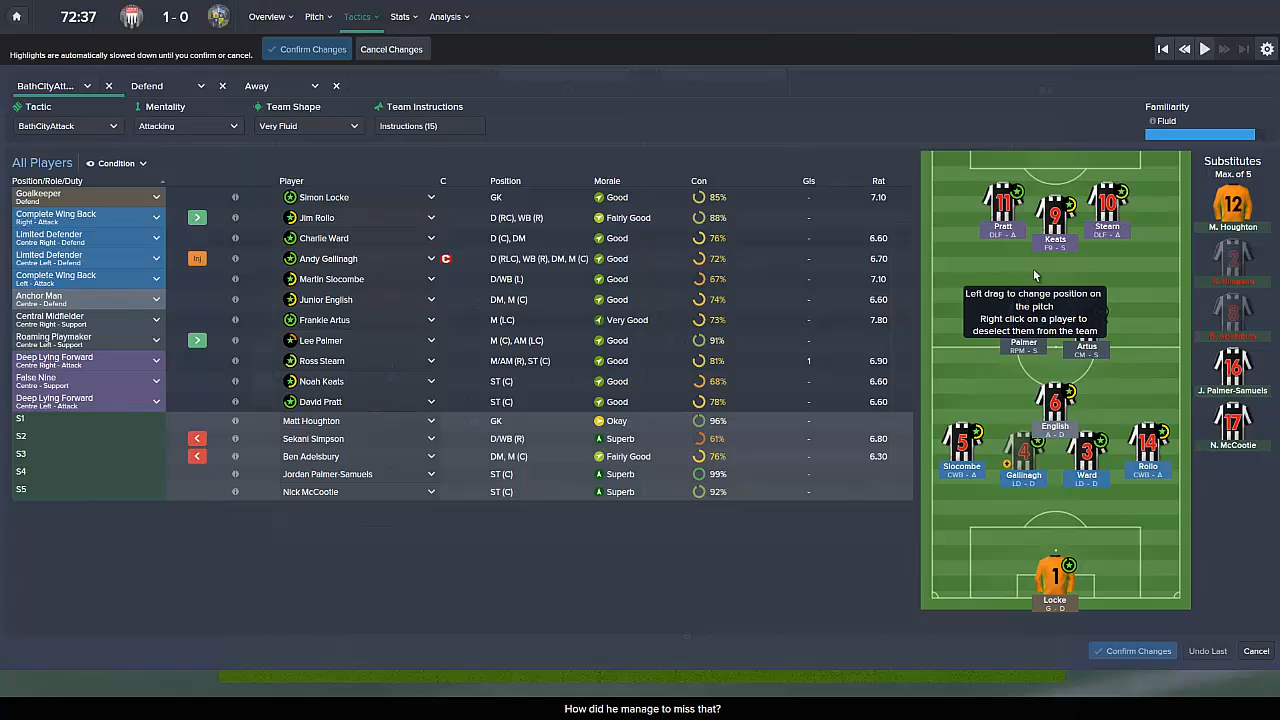 72:37 1 - 0 Overview Pitch Tactics Stats Analysis
Highlights are automatically slowed down until you confirm or cancel. Confirm Changes Cancel Changes
BathCityAtt... Defend Away
Tactic Mentality Team Shape Team Instructions Familiarity
BathCityAttack Attacking Very Fluid Instructions (15) Fluid
All Players Condition
Position/Role/Duty Player C Position Morale Con Gls Rat
Goalkeeper
Defend
Simon Locke GK Good 85% - 7.10
Complete Wing Back
Right - Attack
Jim Rollo D (RC), WB (R) Fairly Good 88% -
Limited Defender
Centre Right - Defend
Charlie Ward D (C), DM Good 76% - 6.60
Limited Defender
Centre Left - Defend
Inj Andy Gallinagh C D (RLC), WB (R), DM, M (C) Good 72% - 6.70
Complete Wing Back
Left - Attack
Martin Slocombe D/WB (L) Good 67% - 7.10
Anchor Man
Centre - Defend
Junior English DM, M (C) Good 74% - 6.60
Central Midfielder
Centre Right - Support
Frankie Artus M (LC) Very Good 73% - 7.80
Roaming Playmaker
Centre Left - Support
Lee Palmer M (C), AM (LC) Good 91% -
Deep Lying Forward
Centre Right - Attack
Ross Stearn M/AM (R), ST (C) Good 81% 1 6.90
False Nine
Centre - Support
Noah Keats ST (C) Good 68% - 6.60
Deep Lying Forward
Centre Left - Attack
David Pratt ST (C) Good 78% - 6.60
S1 Matt Houghton GK Okay 96% -
S2 Sekani Simpson D/WB (R) Superb 61% - 6.80
S3 Ben Adelsbury DM, M (C) Fairly Good 76% - 6.30
S4 Jordan Palmer-Samuels ST (C) Superb 99% -
S5 Nick McCootie ST (C) Superb 92% -
11 9 10
Pratt Keats Stearn
DLF - A F9 - S DLF - A
Left drag to change position on
the pitch
Right click on a player to
deselect them from the team
Palmer Artus
RPM - S CM - S
6
English
A - D
5 4 3 14
Slocombe Gallinagh Ward Rollo
CWB - A LD - D LD - D CWB - A
1
Locke
G - D
Substitutes
Max. of 5
12
M. Houghton
2
8
16
J. Palmer-Samuels
17
N. McCootie
Confirm Changes Undo Last Cancel
How did he manage to miss that?